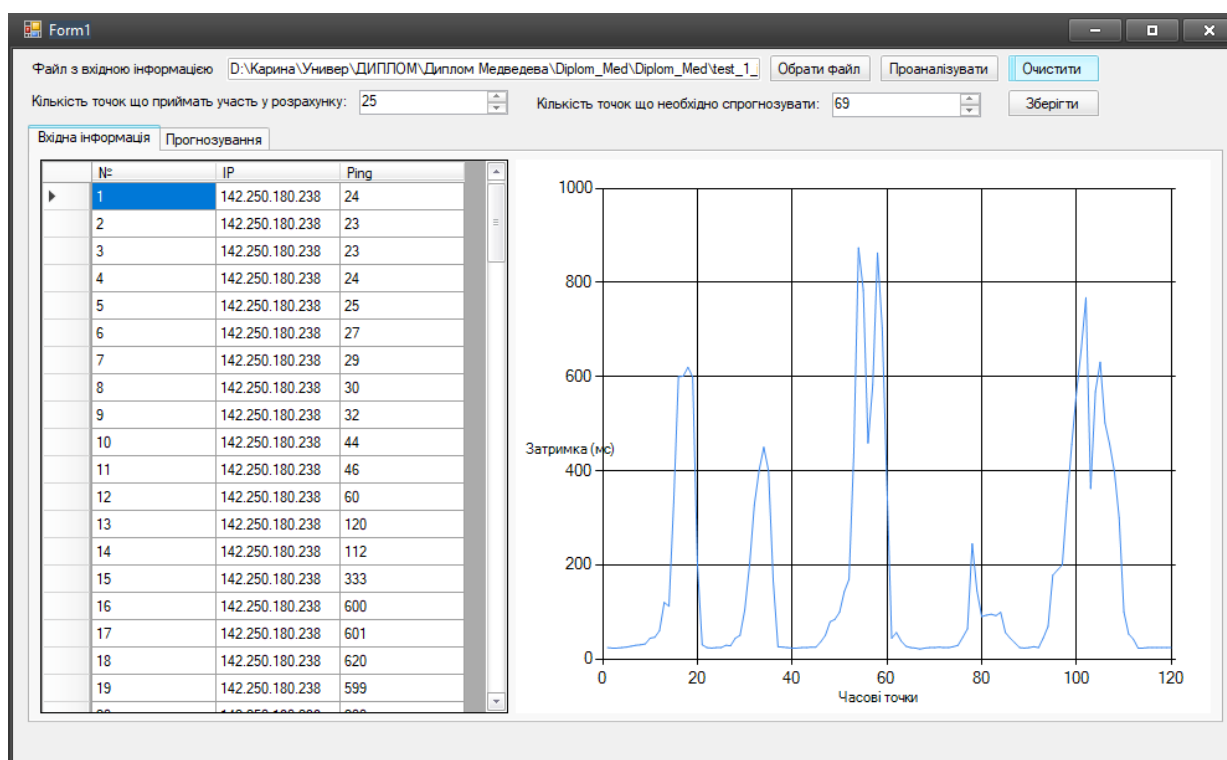 Form1
Файл з вхідною інформацією D:\Карина\Универ\ДИПЛОМ\Диплом Медведева\Diplom_Med\Diplom_Med\test_1_ Обрати файл Проаналізувати Очистити
Кількість точок що приймать участь у розрахунку: 25 Кількість точок що необхідно спрогнозувати: 69 Зберігти
Вхідна інформація Прогнозування
№ IP Ping
1 142.250.180.238 24
2 142.250.180.238 23
3 142.250.180.238 23
4 142.250.180.238 24
5 142.250.180.238 25
6 142.250.180.238 27
7 142.250.180.238 29
8 142.250.180.238 30
9 142.250.180.238 32
10 142.250.180.238 44
11 142.250.180.238 46
12 142.250.180.238 60
13 142.250.180.238 120
14 142.250.180.238 112
15 142.250.180.238 333
16 142.250.180.238 600
17 142.250.180.238 601
18 142.250.180.238 620
19 142.250.180.238 599
1000
800
600
Затримка (мс)
400
200
0
0 20 40 60 80 100 120
Часові точки